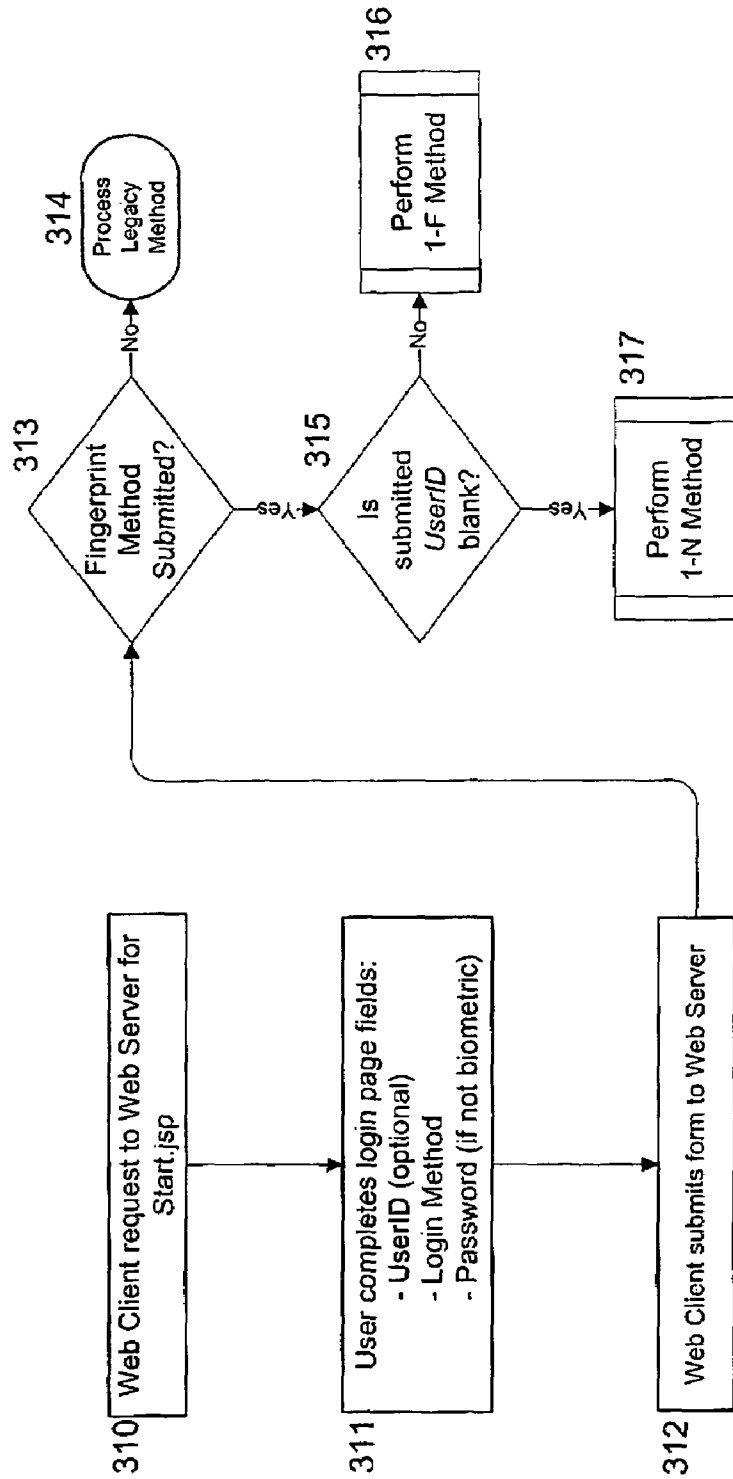 310
Web Client request to Web Server for
Start.jsp
311
User completes login page fields:
- UserID (optional)
- Login Method
- Password (if not biometric)
312
Web Client submits form to Web Server
313
Fingerprint
Method
Submitted?
No
314
Process
Legacy
Method
Yes
315
Is
submitted
UserID
blank?
No
316
Perform
1-F Method
Yes
317
Perform
1-N Method